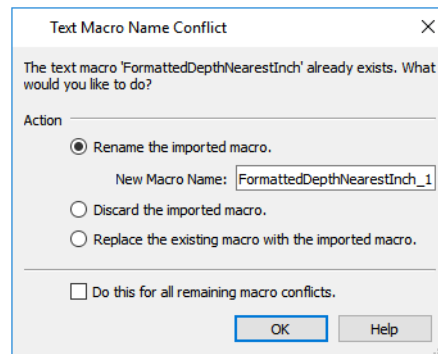 Text Macro Name Conflict
The text macro 'FormattedDepthNearestInch' already exists. What
would you like to do?
Action
Rename the imported macro.
New Macro Name: FormattedDepthNearestInch_1
Discard the imported macro.
Replace the existing macro with the imported macro.
Do this for all remaining macro conflicts.
OK Help